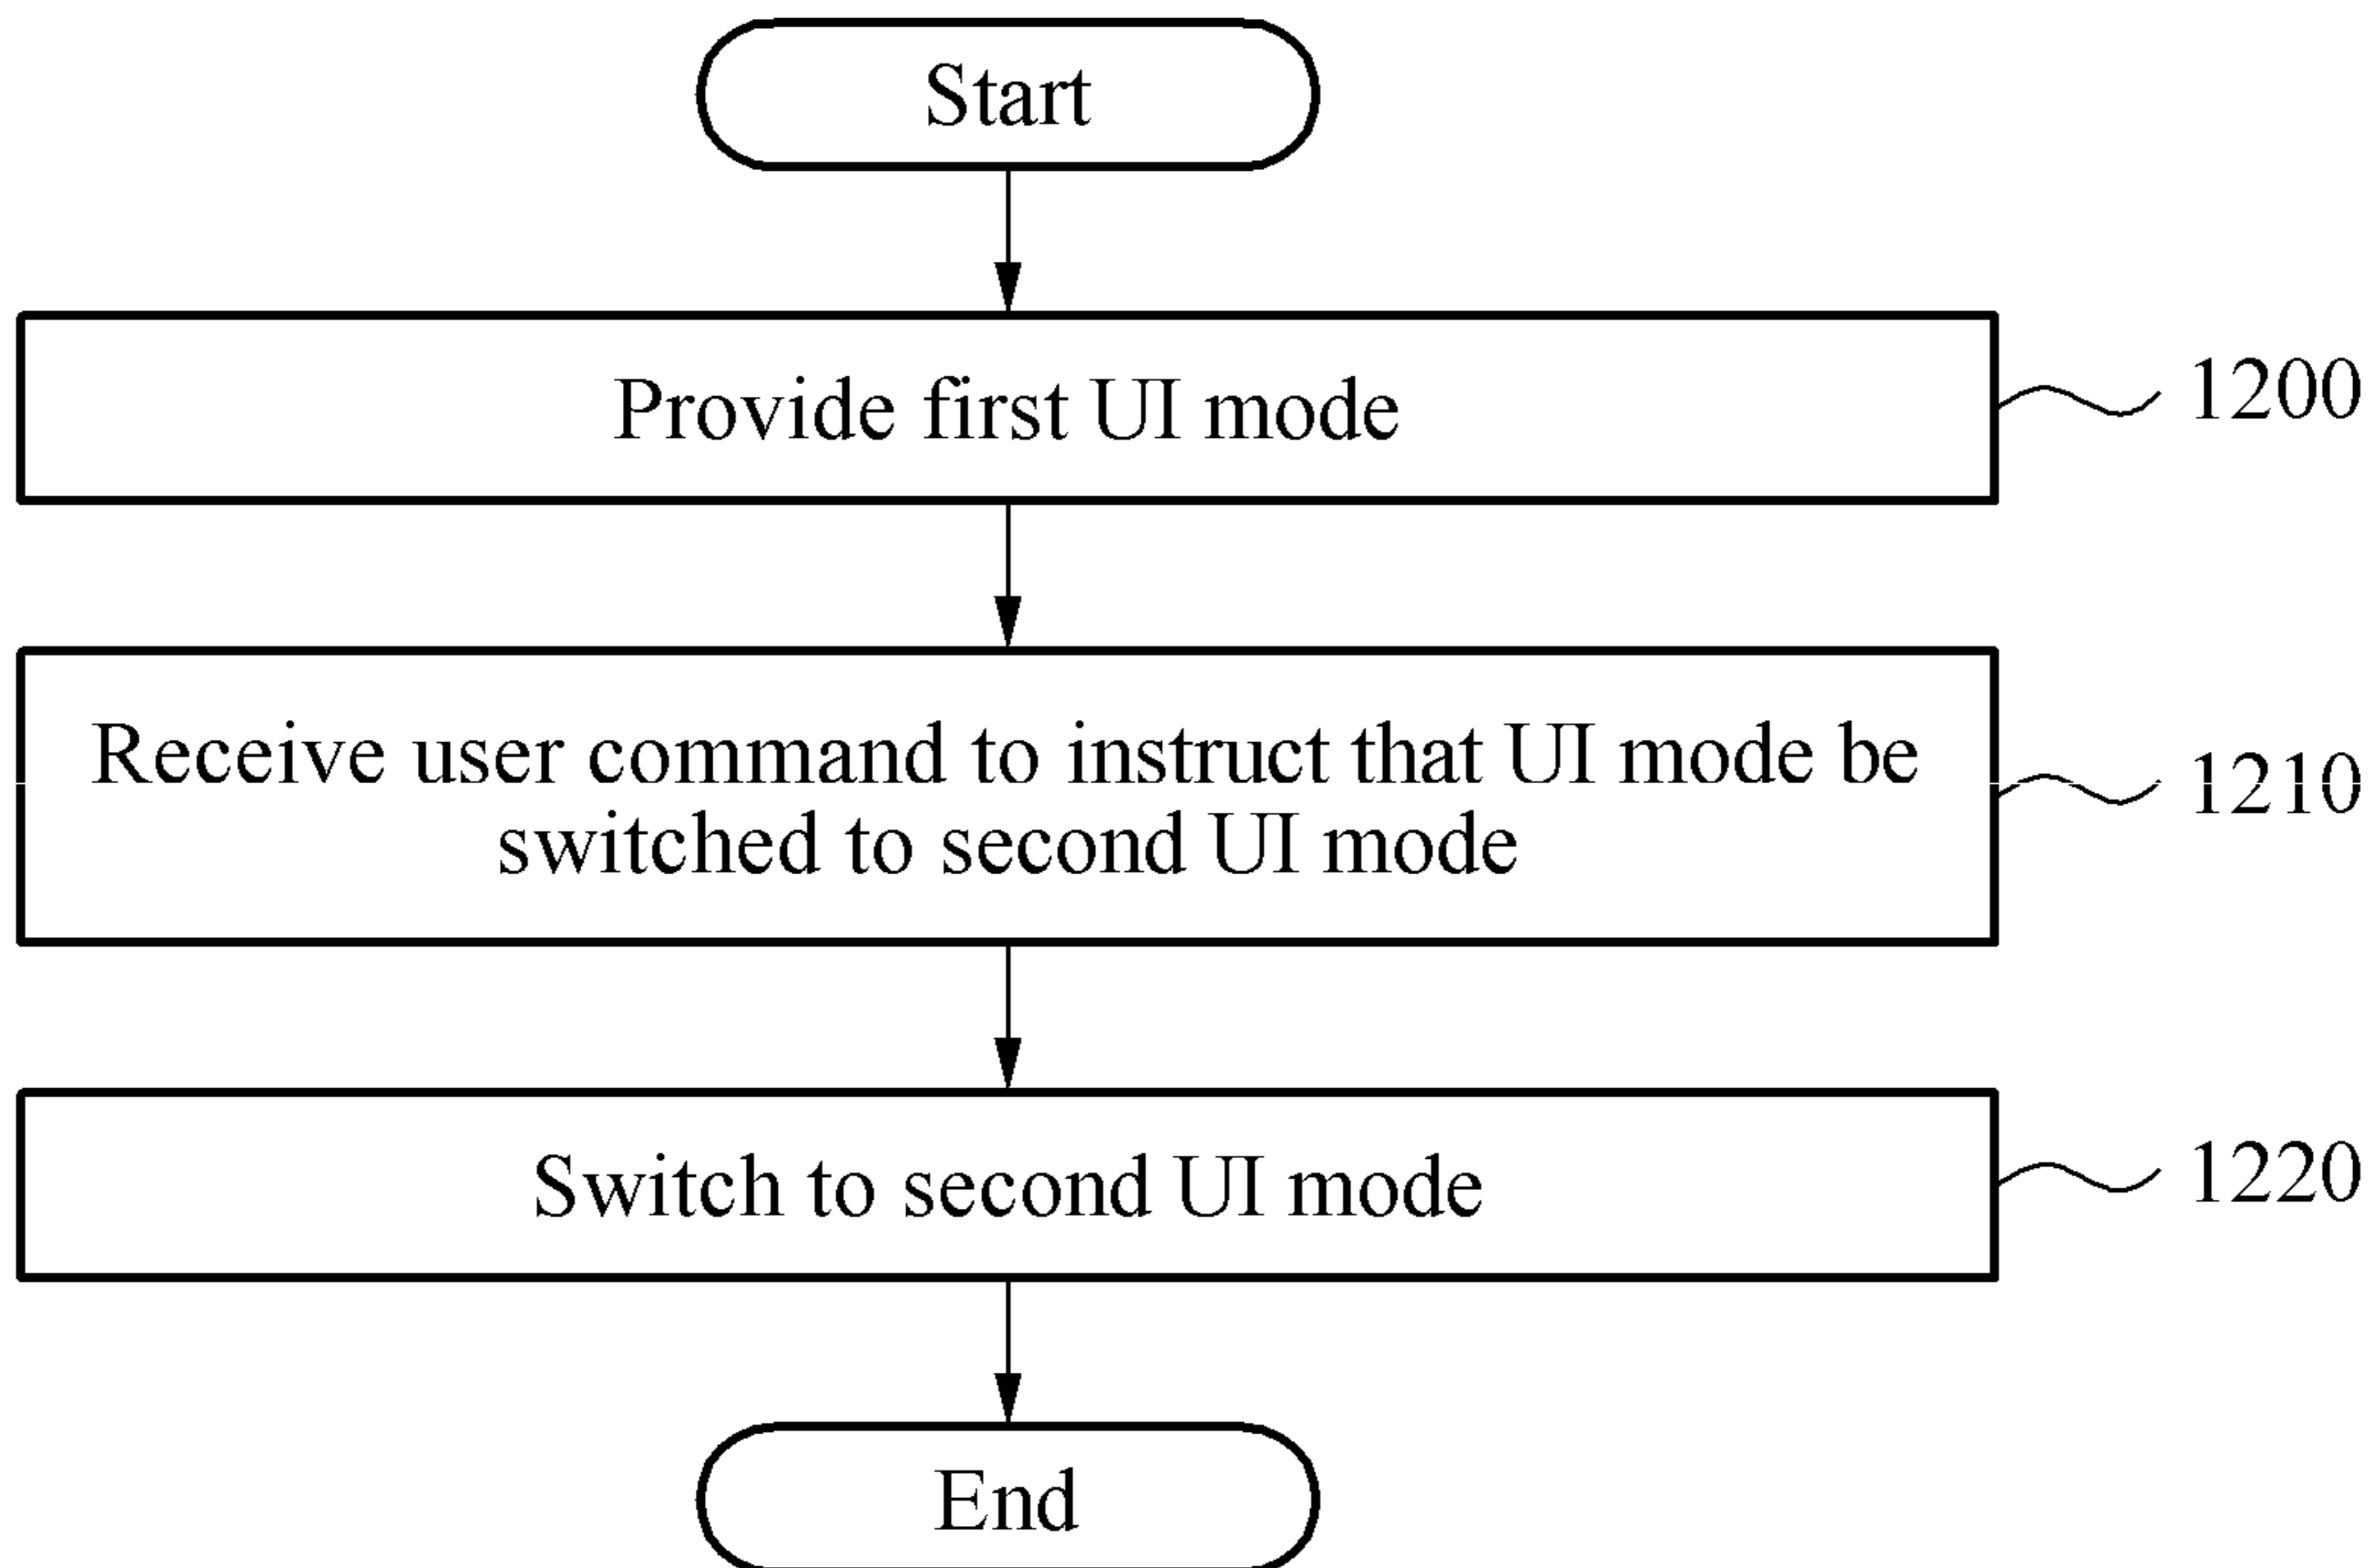 Start
Provide first UI mode
1200
Receive user command to instruct that UI mode be
switched to second UI mode
1210
Switch to second UI mode
1220
End